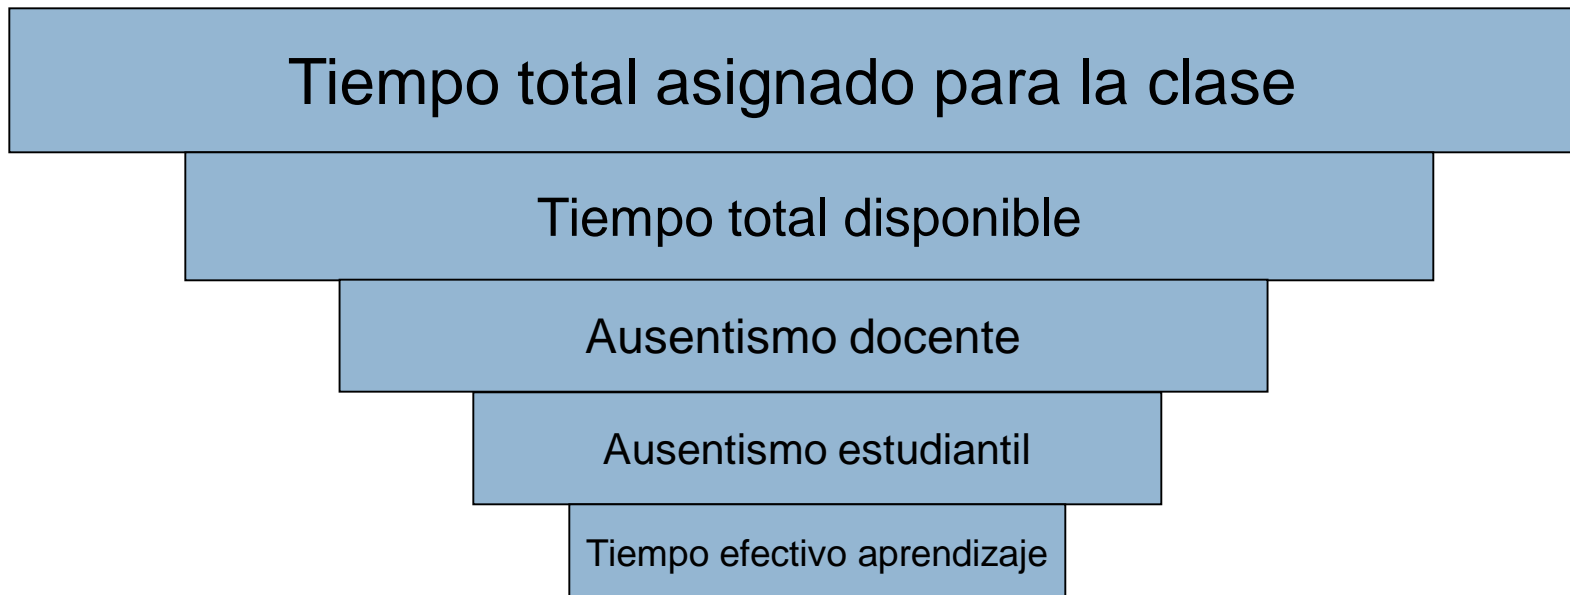 Tiempo total asignado para la clase
Tiempo total disponible
Ausentismo docente
Ausentismo estudiantil
Tiempo efectivo aprendizaje